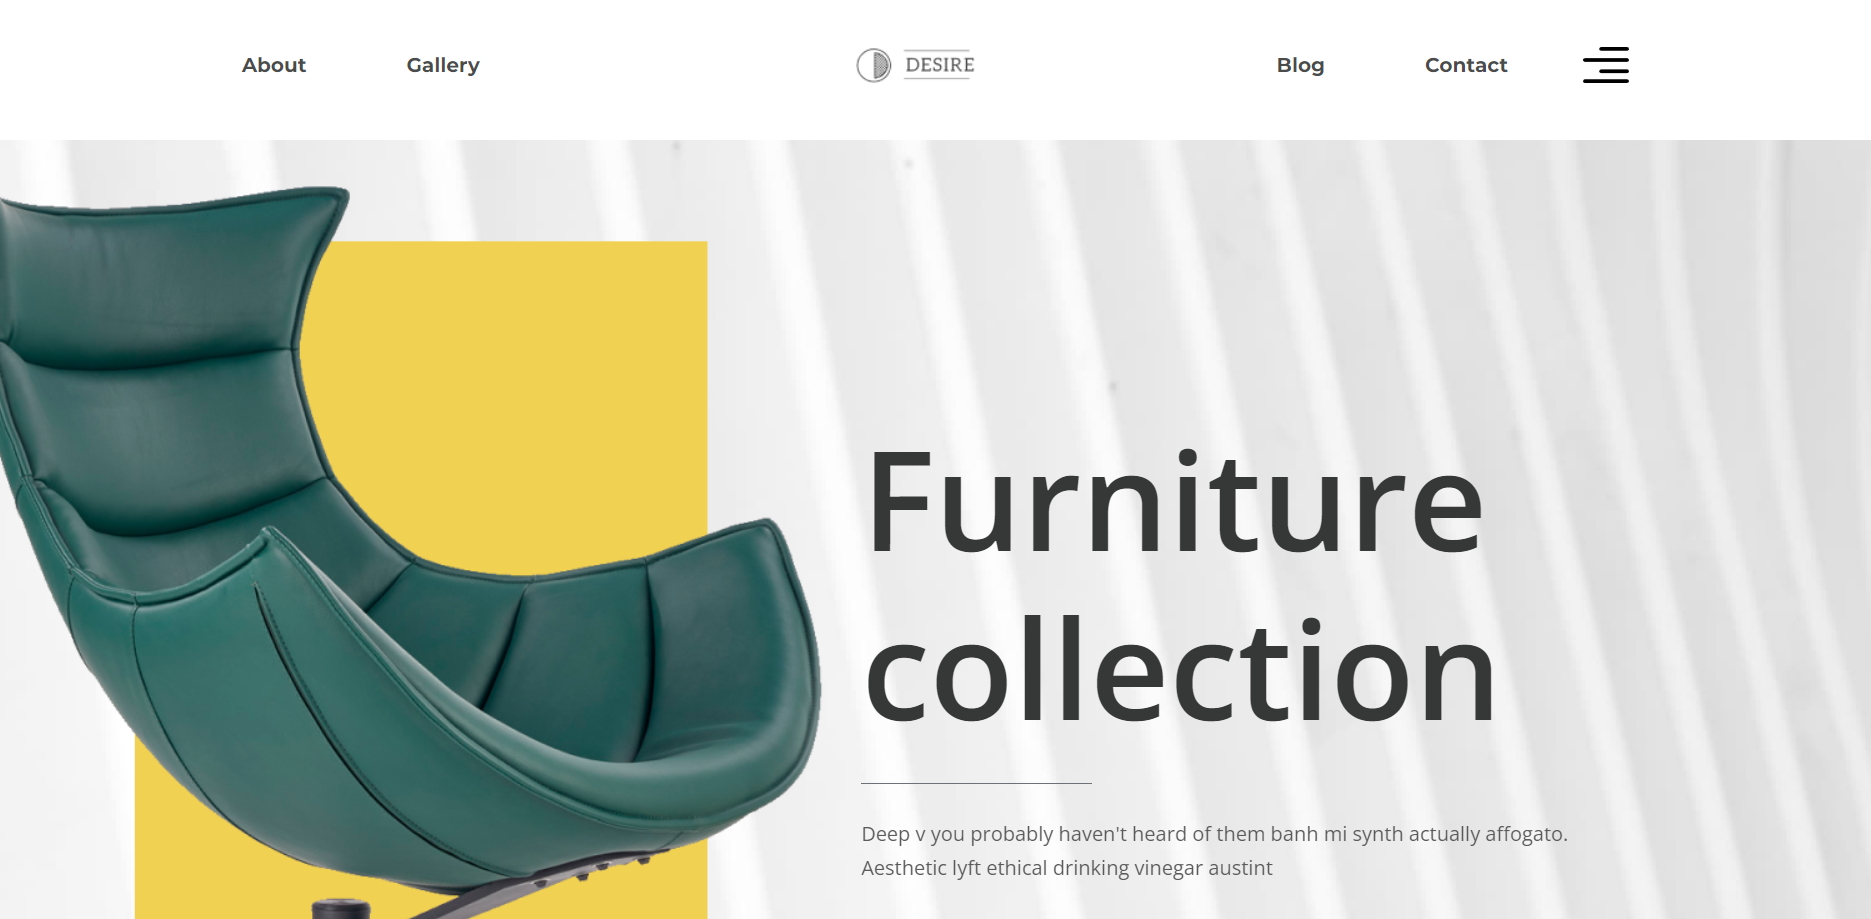 About
Gallery
DESIRE
Blog
Contact
Furniture
collection
Deep v you probably haven't heard of them banh mi synth actually affogato.
Aesthetic lyft ethical drinking vinegar austint